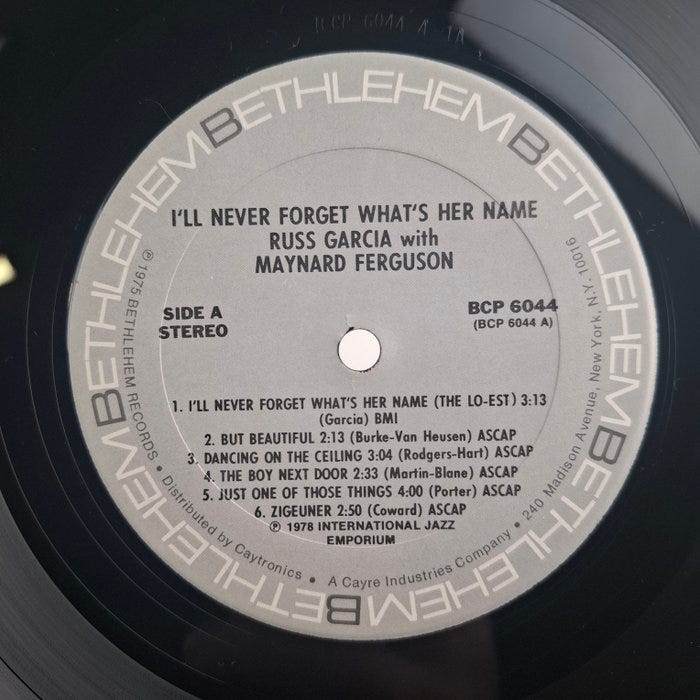 BCP 6044 A-1A
BETHLEHEM BETHLEHEM BETHLEHEM BETHLEHEM BETHLEHEM
I'LL NEVER FORGET WHAT'S HER NAME
RUSS GARCIA with
MAYNARD FERGUSON
SIDE A
STEREO
BCP 6044
(BCP 6044 A)
1. I'LL NEVER FORGET WHAT'S HER NAME (THE LO-EST) 3:13
(Garcia) BMI
2. BUT BEAUTIFUL 2:13 (Burke-Van Heusen) ASCAP
3. DANCING ON THE CEILING 3:04 (Rodgers-Hart) ASCAP
4. THE BOY NEXT DOOR 2:33 (Martin-Blane) ASCAP
5. JUST ONE OF THOSE THINGS 4:00 (Porter) ASCAP
6. ZIGEUNER 2:50 (Coward) ASCAP
℗ 1978 INTERNATIONAL JAZZ
EMPORIUM
℗ 1975 BETHLEHEM RECORDS • Distributed by Caytronics • A Cayre Industries Company • 240 Madison Avenue, New York, N.Y. 10016